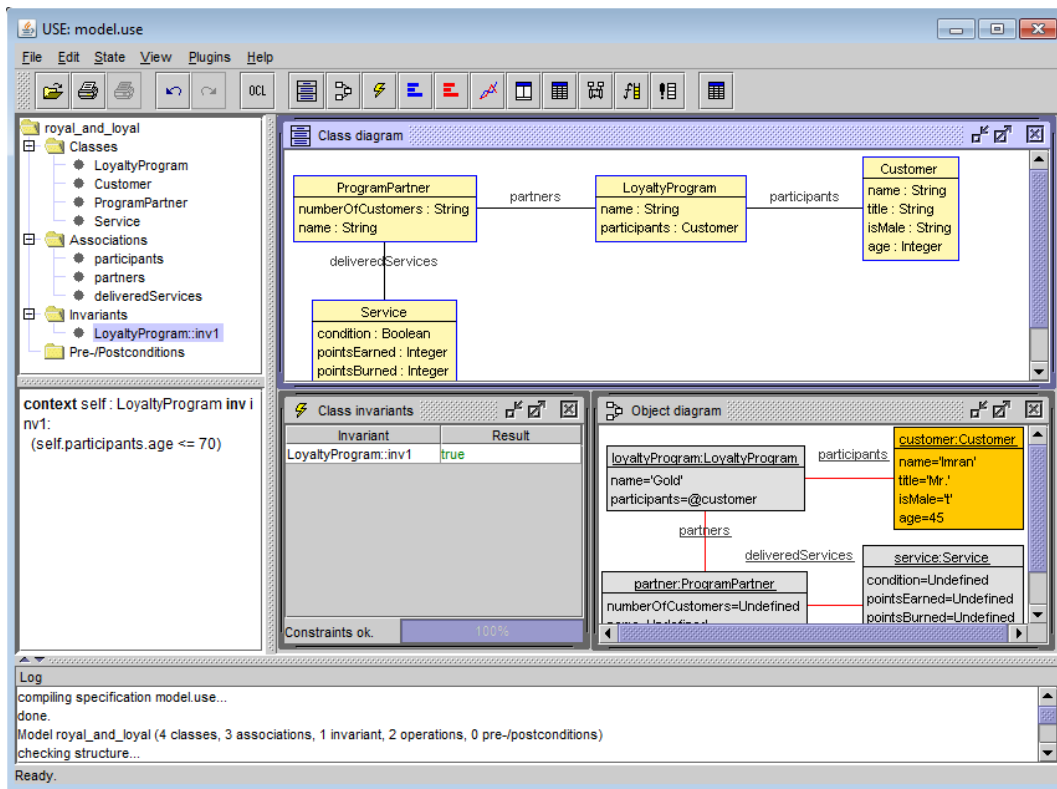 USE: model.use
File Edit State View Plugins Help
OCL
royal_and_loyal
Classes
LoyaltyProgram
Customer
ProgramPartner
Service
Associations
participants
partners
deliveredServices
Invariants
LoyaltyProgram::inv1
Pre-/Postconditions
context self : LoyaltyProgram inv i
nv1:
(self.participants.age <= 70)
Class diagram
ProgramPartner
numberOfCustomers : String
name : String
partners
LoyaltyProgram
name : String
participants : Customer
participants
Customer
name : String
title : String
isMale : String
age : Integer
deliveredServices
Service
condition : Boolean
pointsEarned : Integer
pointsBurned : Integer
Class invariants
Invariant Result
LoyaltyProgram::inv1 true
Constraints ok. 100%
Object diagram
loyaltyProgram:LoyaltyProgram
name='Gold'
participants=@customer
participants
customer:Customer
name='Imran'
title='Mr.'
isMale='t'
age=45
partners
deliveredServices
partner:ProgramPartner
numberOfCustomers=Undefined
name=Undefined
service:Service
condition=Undefined
pointsEarned=Undefined
pointsBurned=Undefined
Log
compiling specification model.use...
done.
Model royal_and_loyal (4 classes, 3 associations, 1 invariant, 2 operations, 0 pre-/postconditions)
checking structure...
Ready.